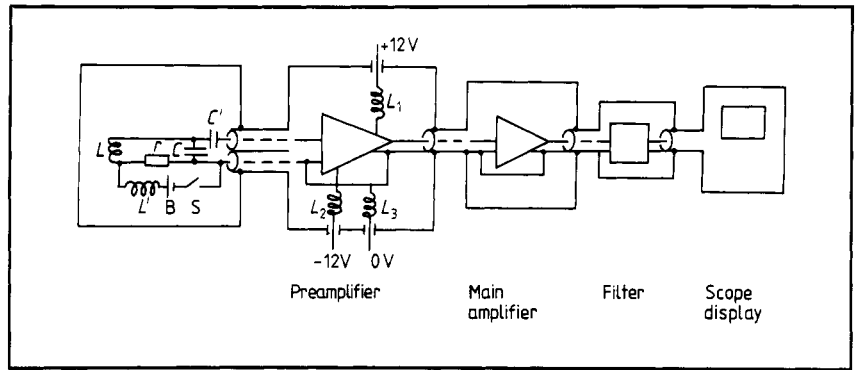 +12V
L₁
C'
L
r
C
L'
B
S
L₂
L₃
-12V
0V
Preamplifier
Main
amplifier
Filter
Scope
display